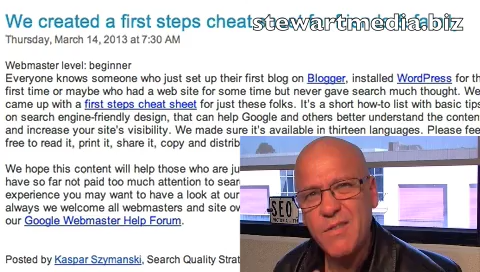 We created a first steps cheat
stewartmedia.biz
Thursday, March 14, 2013 at 7:30 AM
Webmaster level: beginner
Everyone knows someone who just set up their first blog on Blogger, installed WordPress for th
first time or maybe who had a web site for some time but never gave search much thought. We
came up with a first steps cheat sheet for just these folks. It's a short how-to list with basic tips
on search engine-friendly design, that can help Google and others better understand the conten
and increase your site's visibility. We made sure it's available in thirteen languages. Please fee
free to read it, print it, share it, copy and distrib
We hope this content will help those who are ju
have so far not paid too much attention to sear
experience you may want to have a look at our
always we welcome all webmasters and site ow
our Google Webmaster Help Forum.
SEO
Posted by Kaspar Szymanski, Search Quality Strat